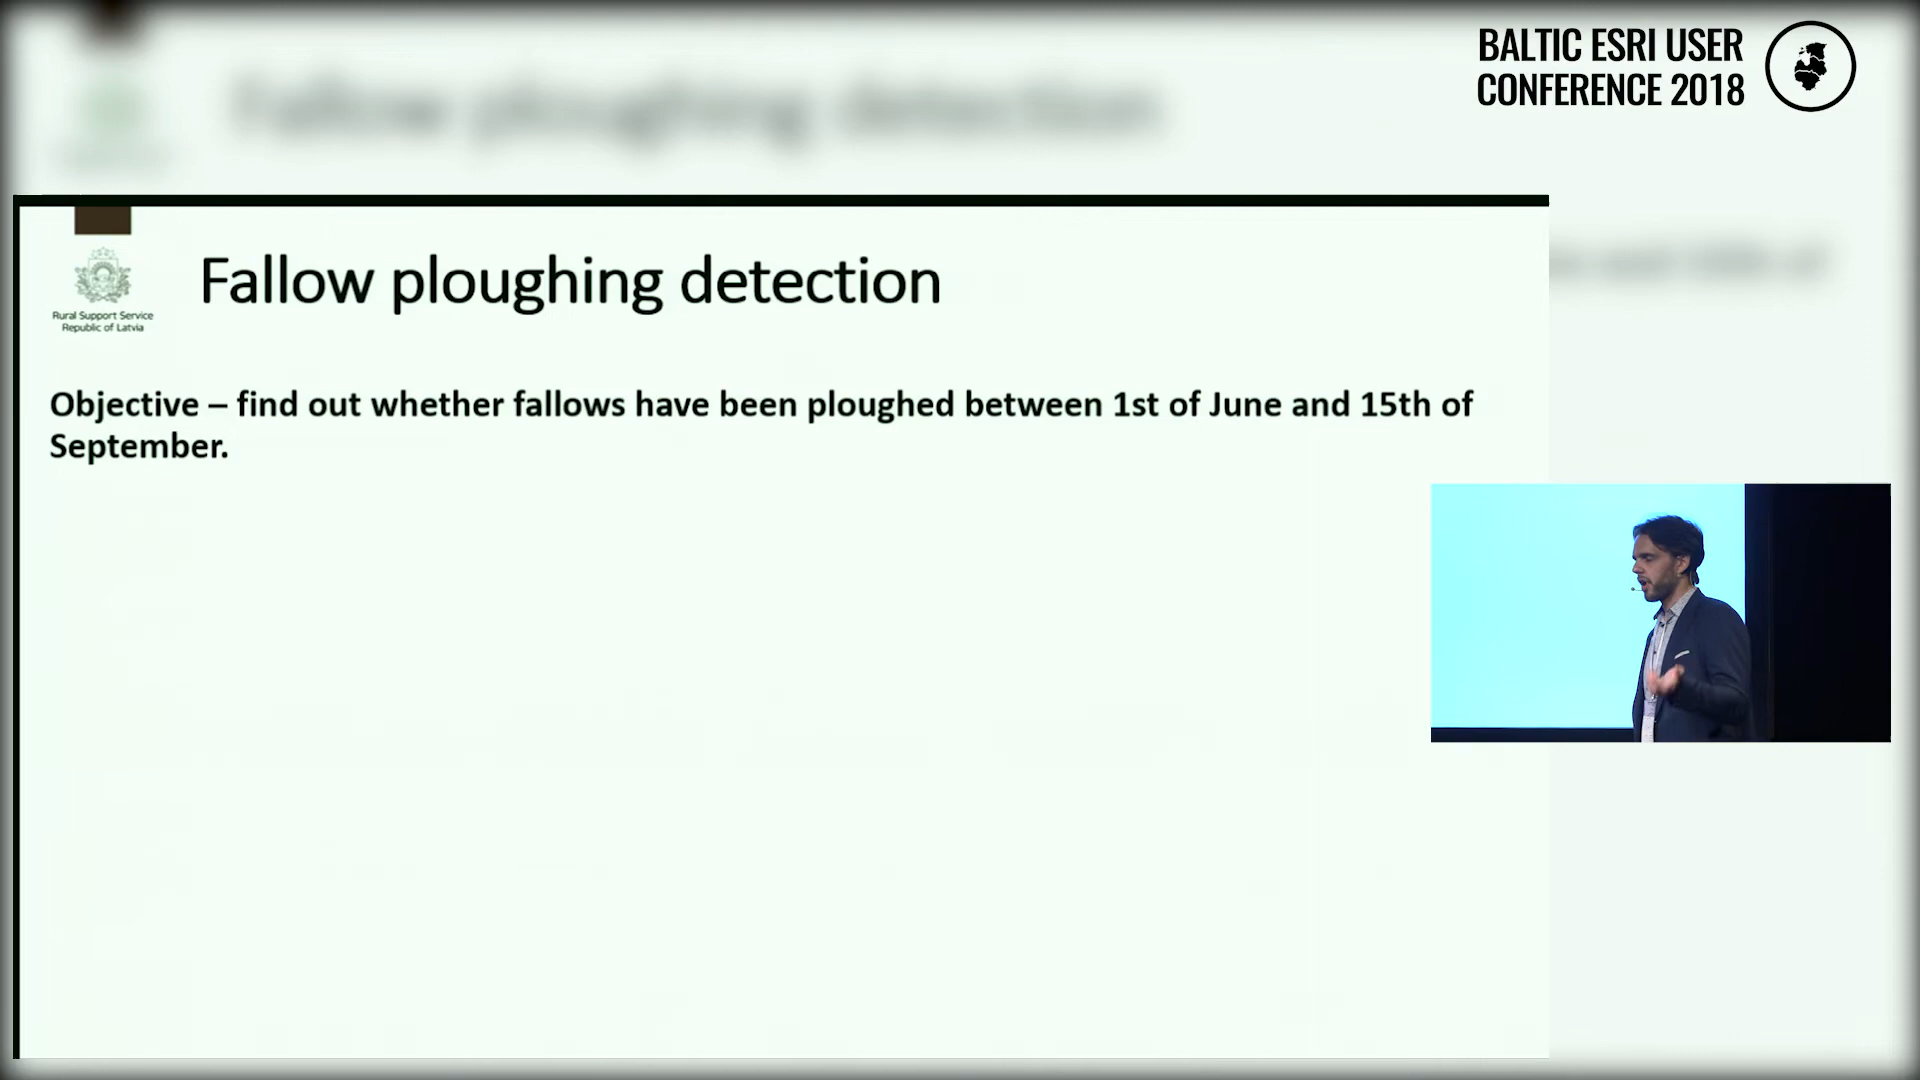 BALTIC ESRI USER
CONFERENCE 2018
Fallow ploughing detection
Rural Support Service
Republic of Latvia
Objective – find out whether fallows have been ploughed between 1st of June and 15th of
September.